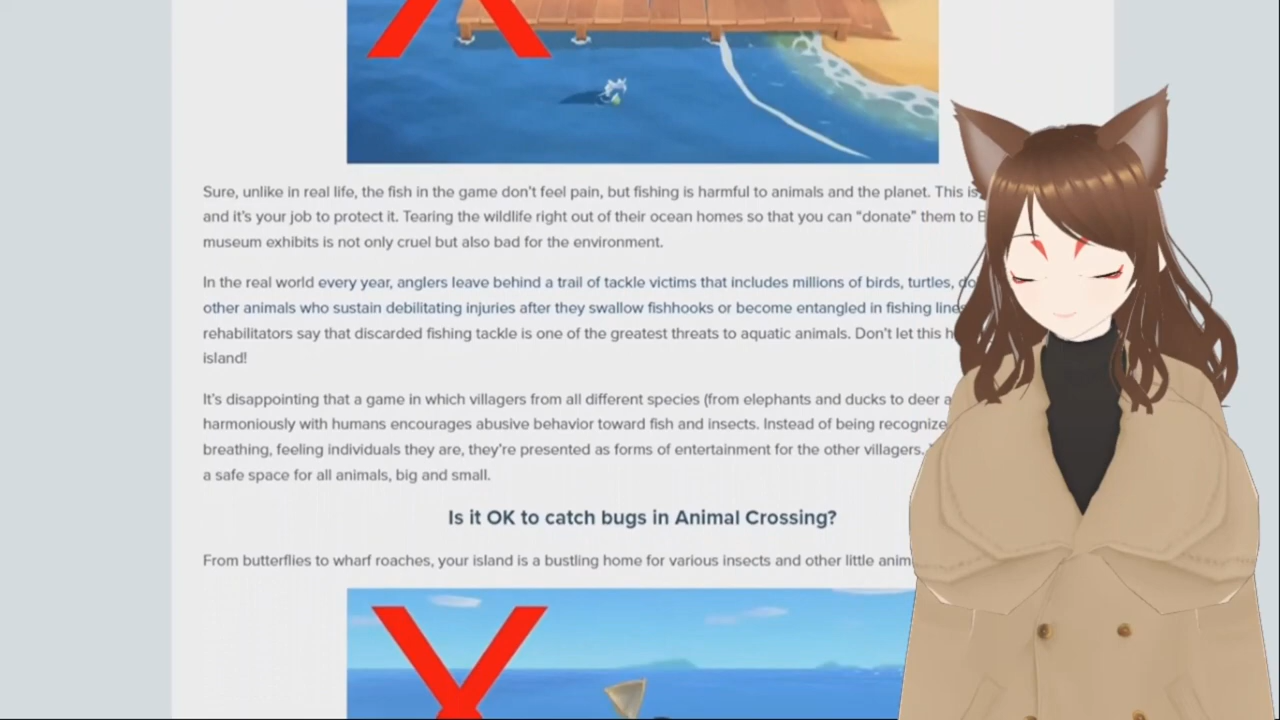 Sure, unlike in real life, the fish in the game don't feel pain, but fishing is harmful to animals and the planet. This is
and it's your job to protect it. Tearing the wildlife right out of their ocean homes so that you can “donate” them to
museum exhibits is not only cruel but also bad for the environment.
In the real world every year, anglers leave behind a trail of tackle victims that includes millions of birds, turtles,
other animals who sustain debilitating injuries after they swallow fishhooks or become entangled in fishing
rehabilitators say that discarded fishing tackle is one of the greatest threats to aquatic animals. Don't let this
island!
It's disappointing that a game in which villagers from all different species (from elephants and ducks to deer
harmoniously with humans encourages abusive behavior toward fish and insects. Instead of being
breathing, feeling individuals they are, they're presented as forms of entertainment for the other villagers.
a safe space for all animals, big and small.
Is it OK to catch bugs in Animal Crossing?
From butterflies to wharf roaches, your island is a bustling home for various insects and other little